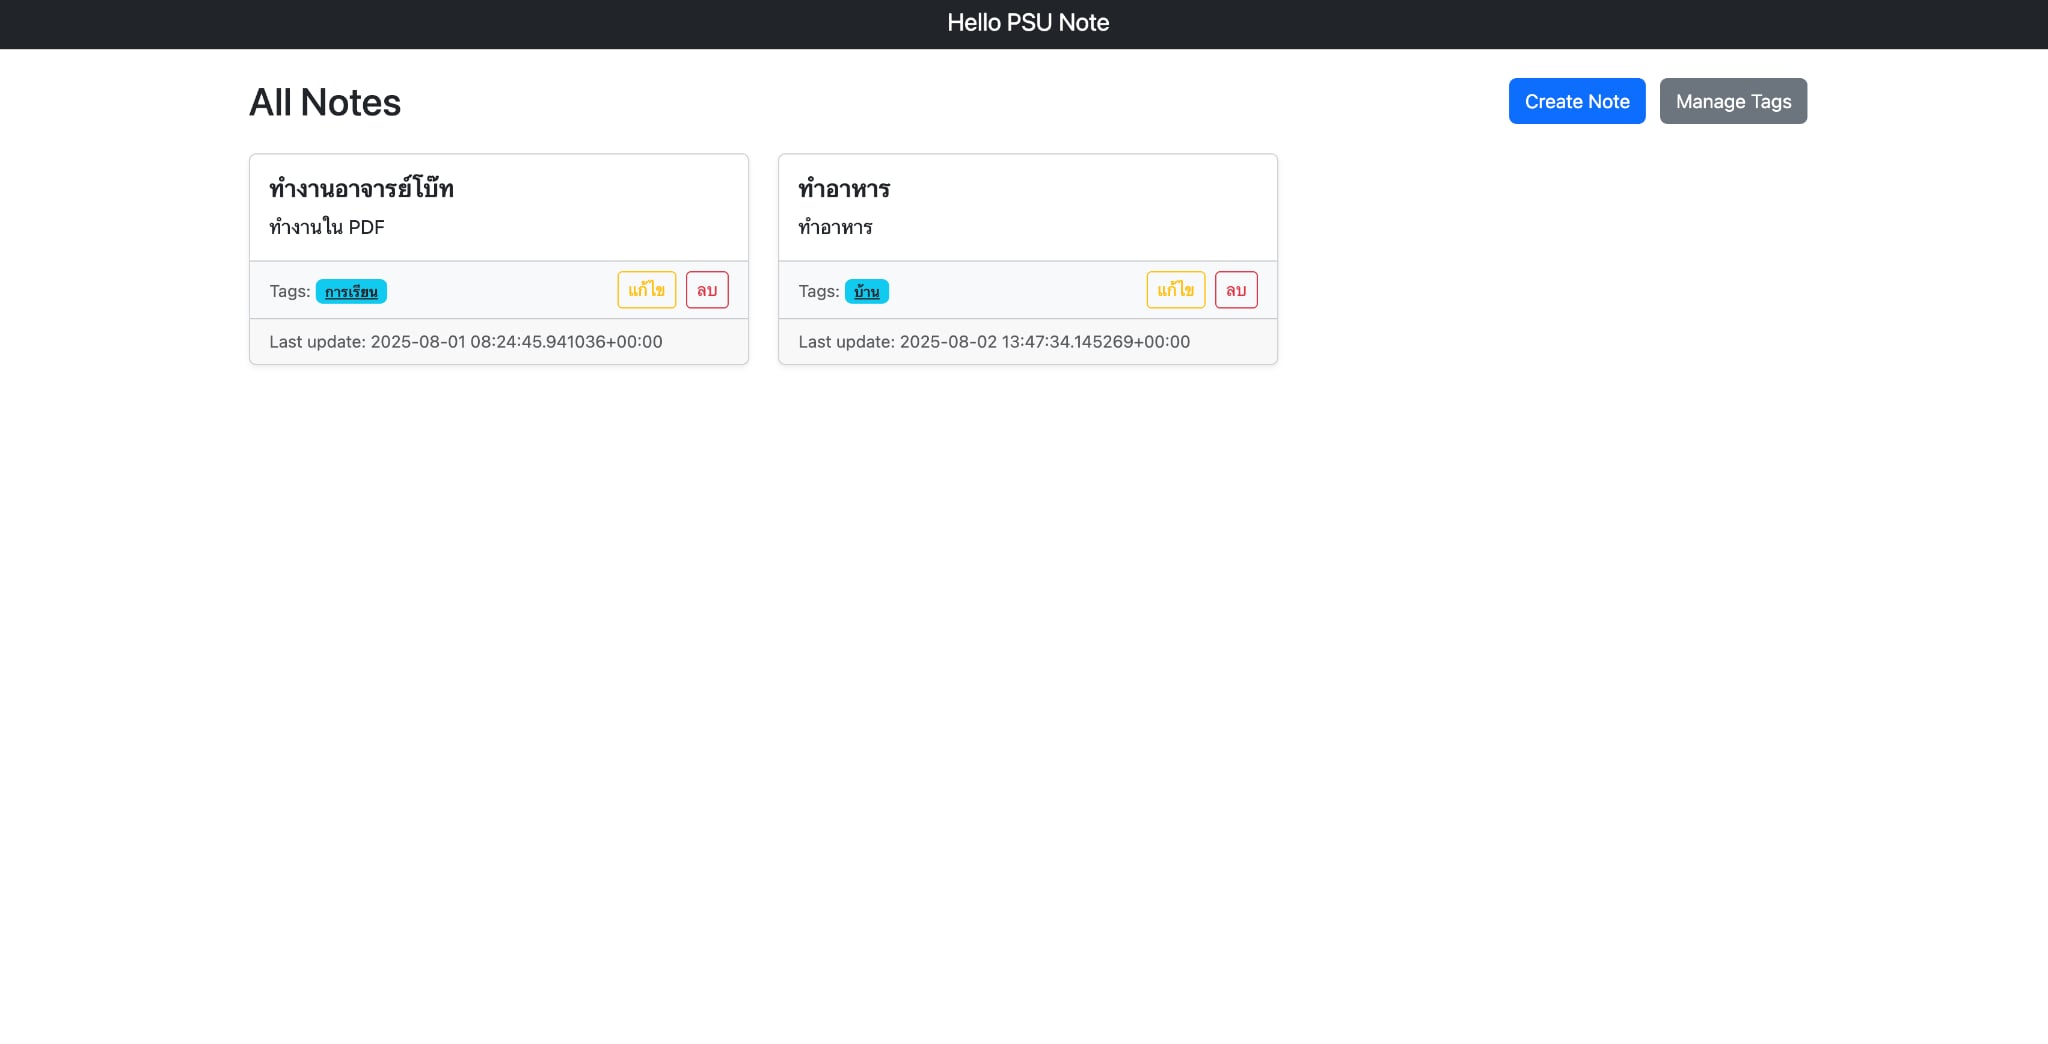 Hello PSU Note
All Notes
Create Note
Manage Tags
ทำงานอาจารย์โบ๊ท
ทำงานใน PDF
Tags: การเรียน
แก้ไข
ลบ
Last update: 2025-08-01 08:24:45.941036+00:00
ทำอาหาร
ทำอาหาร
Tags: บ้าน
แก้ไข
ลบ
Last update: 2025-08-02 13:47:34.145269+00:00